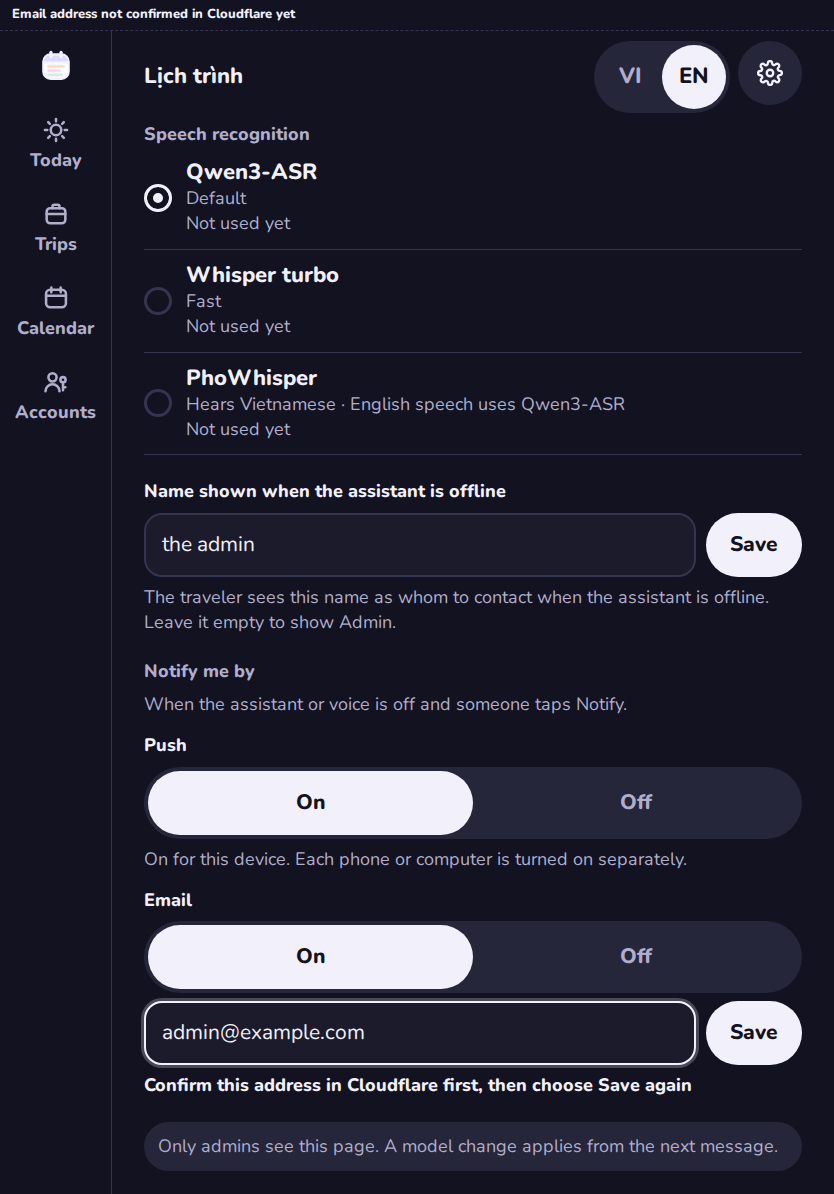 Email address not confirmed in Cloudflare yet
Lịch trình
VI
EN
Today
Trips
Calendar
Accounts
Speech recognition
Qwen3-ASR
Default
Not used yet
Whisper turbo
Fast
Not used yet
PhoWhisper
Hears Vietnamese · English speech uses Qwen3-ASR
Not used yet
Name shown when the assistant is offline
the admin
Save
The traveler sees this name as whom to contact when the assistant is offline.
Leave it empty to show Admin.
Notify me by
When the assistant or voice is off and someone taps Notify.
Push
On
Off
On for this device. Each phone or computer is turned on separately.
Email
On
Off
admin@example.com
Save
Confirm this address in Cloudflare first, then choose Save again
Only admins see this page. A model change applies from the next message.